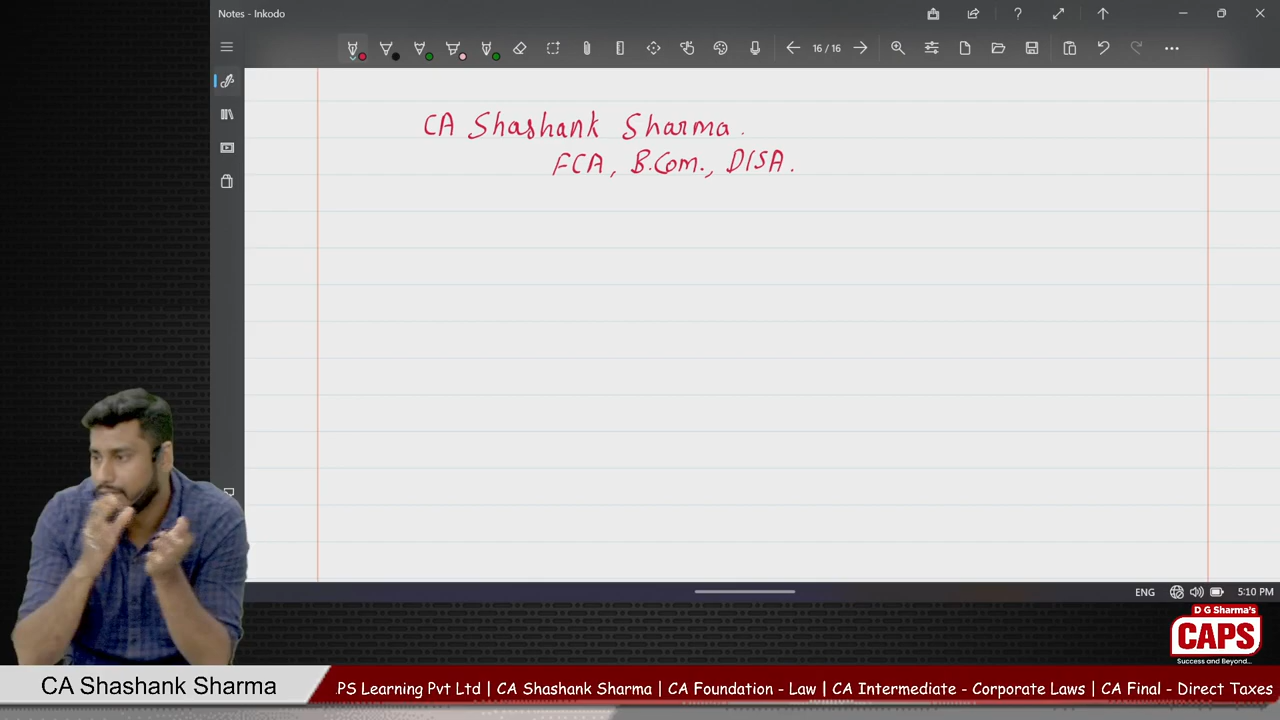 Notes - Inkodo
16 / 16
CA Shashank Sharma.
FCA, B.Com., DISA.
ENG
5:10 PM
D G Sharma's
CAPS
Success and Beyond...
CA Shashank Sharma
PS Learning Pvt Ltd | CA Shashank Sharma | CA Foundation - Law | CA Intermediate - Corporate Laws | CA Final - Direct Taxes